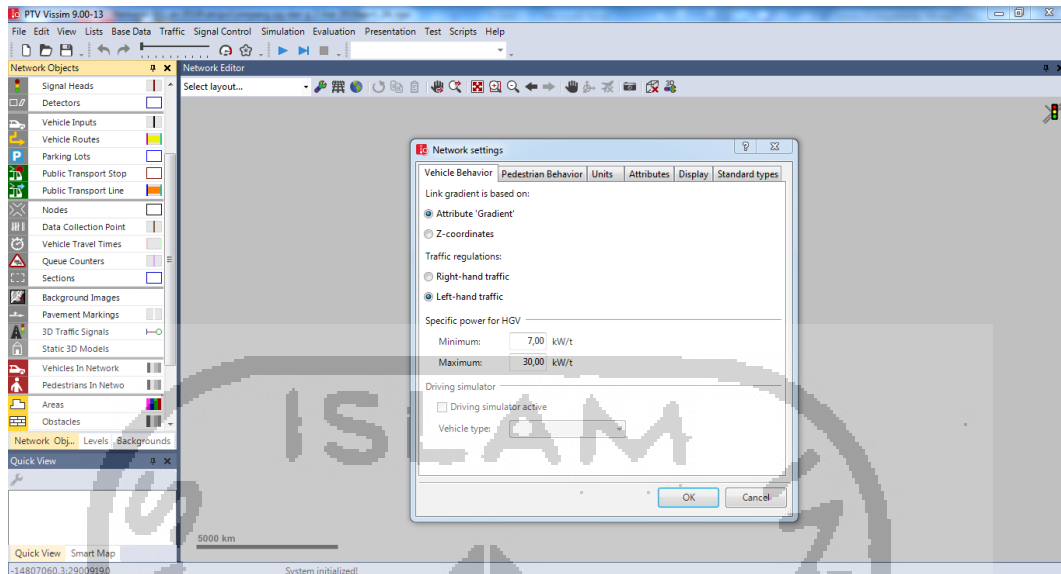 PTV Vissim 9.00-13
File Edit View Lists Base Data Traffic Signal Control Simulation Evaluation Presentation Test Scripts Help
Network Objects
Signal Heads
Detectors
Vehicle Inputs
Vehicle Routes
Parking Lots
Public Transport Stop
Public Transport Line
Nodes
Data Collection Point
Vehicle Travel Times
Queue Counters
Sections
Background Images
Pavement Markings
3D Traffic Signals
Static 3D Models
Vehicles In Network
Pedestrians In Netwo
Areas
Obstacles
Network Obj... Levels Backgrounds
Quick View
Quick View Smart Map
Network Editor
Select layout...
Network settings
Vehicle Behavior Pedestrian Behavior Units Attributes Display Standard types
Link gradient is based on:
Attribute 'Gradient'
Z-coordinates
Traffic regulations:
Right-hand traffic
Left-hand traffic
Specific power for HGV
Minimum: 7,00 kW/t
Maximum: 30,00 kW/t
Driving simulator
Driving simulator active
Vehicle type:
OK Cancel
5000 km
-14807060.3:2900919.0 System initialized!
ISLAM